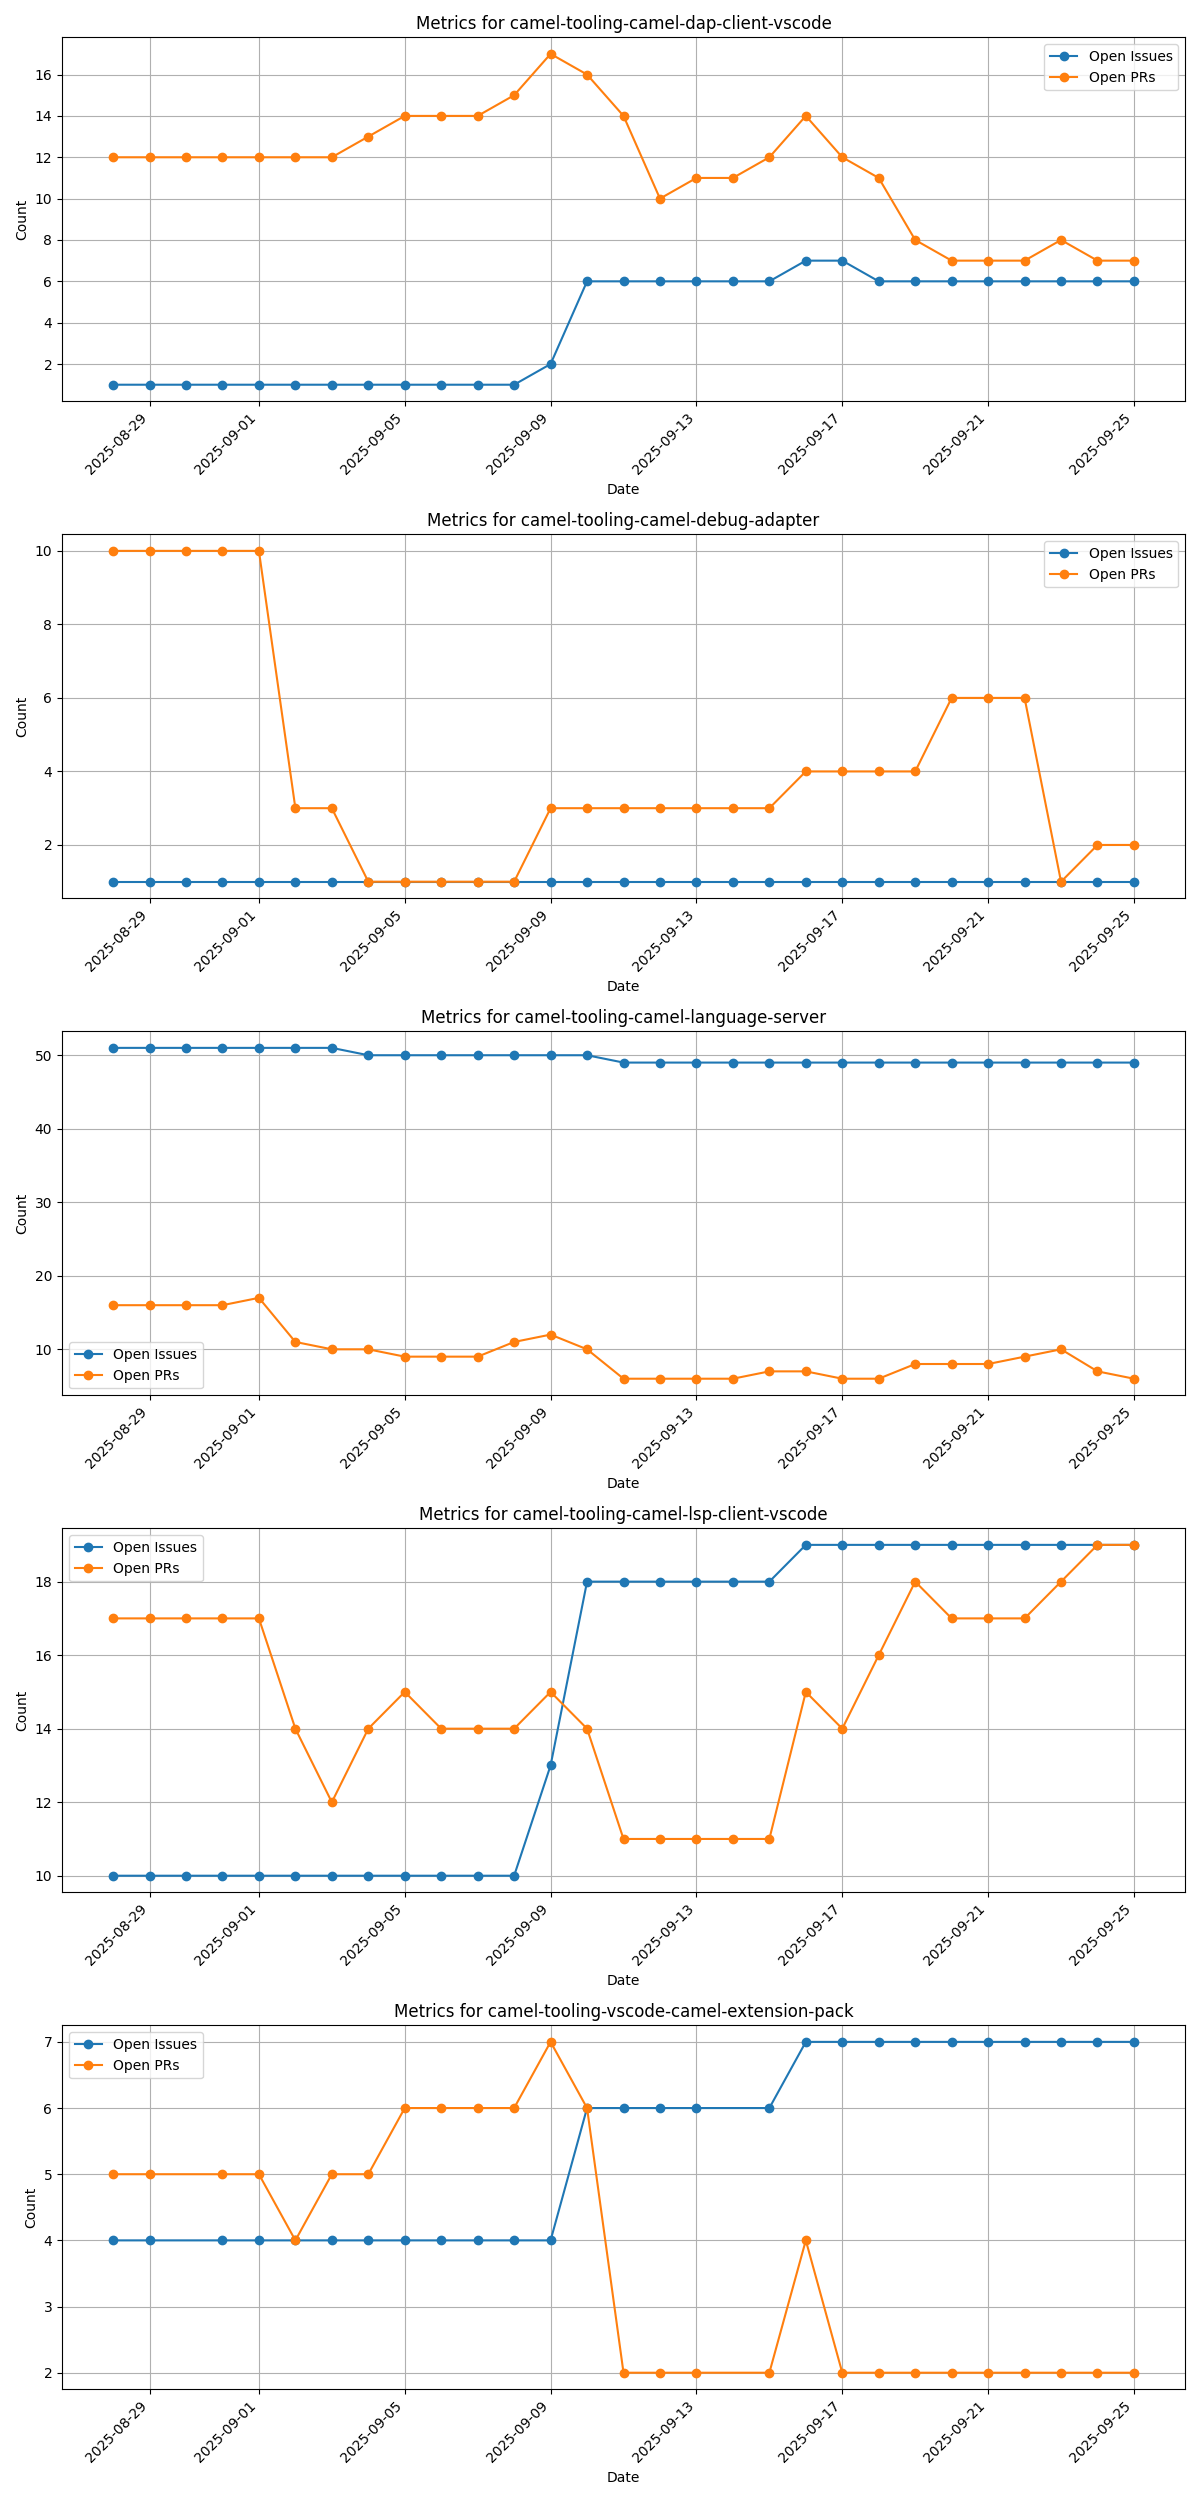 Metrics for camel-tooling-camel-dap-client-vscode
Open Issues
Open PRs
16
14
12
10
8
6
4
2
Count
2025-08-29
2025-09-01
2025-09-05
2025-09-09
2025-09-13
2025-09-17
2025-09-21
2025-09-25
Date
Metrics for camel-tooling-camel-debug-adapter
Open Issues
Open PRs
10
8
6
4
2
Count
2025-08-29
2025-09-01
2025-09-05
2025-09-09
2025-09-13
2025-09-17
2025-09-21
2025-09-25
Date
Metrics for camel-tooling-camel-language-server
50
40
30
20
10
Count
Open Issues
Open PRs
2025-08-29
2025-09-01
2025-09-05
2025-09-09
2025-09-13
2025-09-17
2025-09-21
2025-09-25
Date
Metrics for camel-tooling-camel-lsp-client-vscode
Open Issues
Open PRs
18
16
14
12
10
Count
2025-08-29
2025-09-01
2025-09-05
2025-09-09
2025-09-13
2025-09-17
2025-09-21
2025-09-25
Date
Metrics for camel-tooling-vscode-camel-extension-pack
Open Issues
Open PRs
7
6
5
4
3
2
Count
2025-08-29
2025-09-01
2025-09-05
2025-09-09
2025-09-13
2025-09-17
2025-09-21
2025-09-25
Date